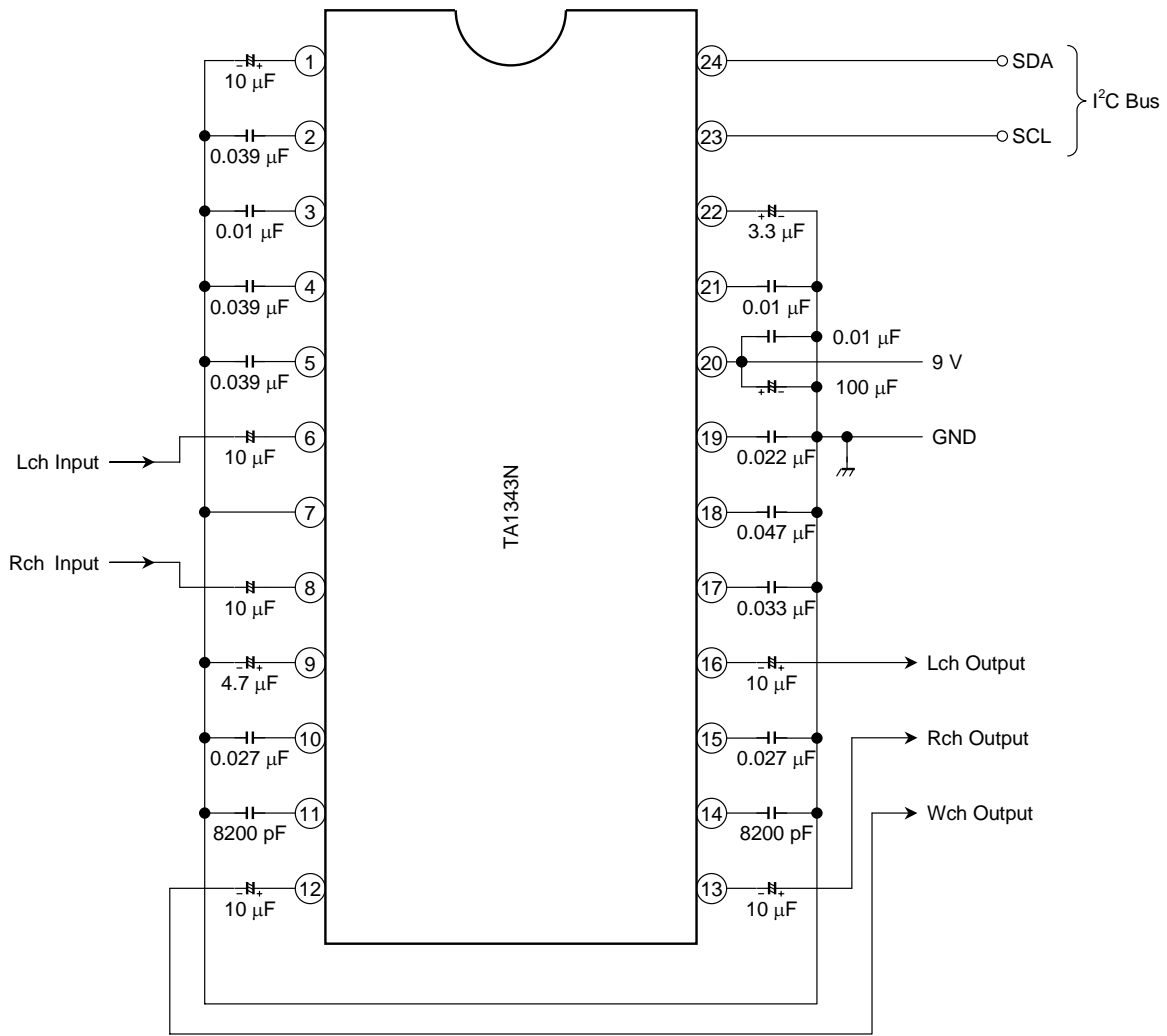 1
10 µF
2
0.039 µF
3
0.01 µF
4
0.039 µF
5
0.039 µF
Lch Input
6
10 µF
7
Rch Input
8
10 µF
9
4.7 µF
10
0.027 µF
11
8200 pF
12
10 µF
TA1343N
24
SDA
I²C Bus
23
SCL
22
3.3 µF
21
0.01 µF
0.01 µF
20
9 V
100 µF
19
GND
0.022 µF
18
0.047 µF
17
0.033 µF
16
Lch Output
10 µF
15
Rch Output
0.027 µF
14
Wch Output
8200 pF
13
10 µF